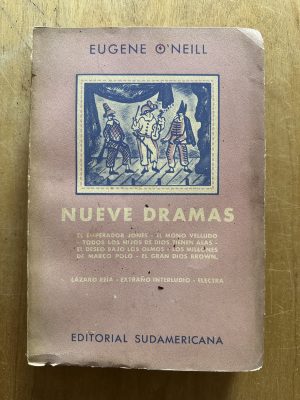 EUGENE O'NEILL
NUEVE DRAMAS
EL EMPERADOR JONES - EL MONO VELLUDO
- TODOS LOS HIJOS DE DIOS TIENEN ALAS -
EL DESEO BAJO LOS OLMOS - LOS MILLONES
DE MARCO POLO - EL GRAN DIOS BROWN.
LÁZARO REÍA - EXTRAÑO INTERLUDIO - ELECTRA
EDITORIAL SUDAMERICANA